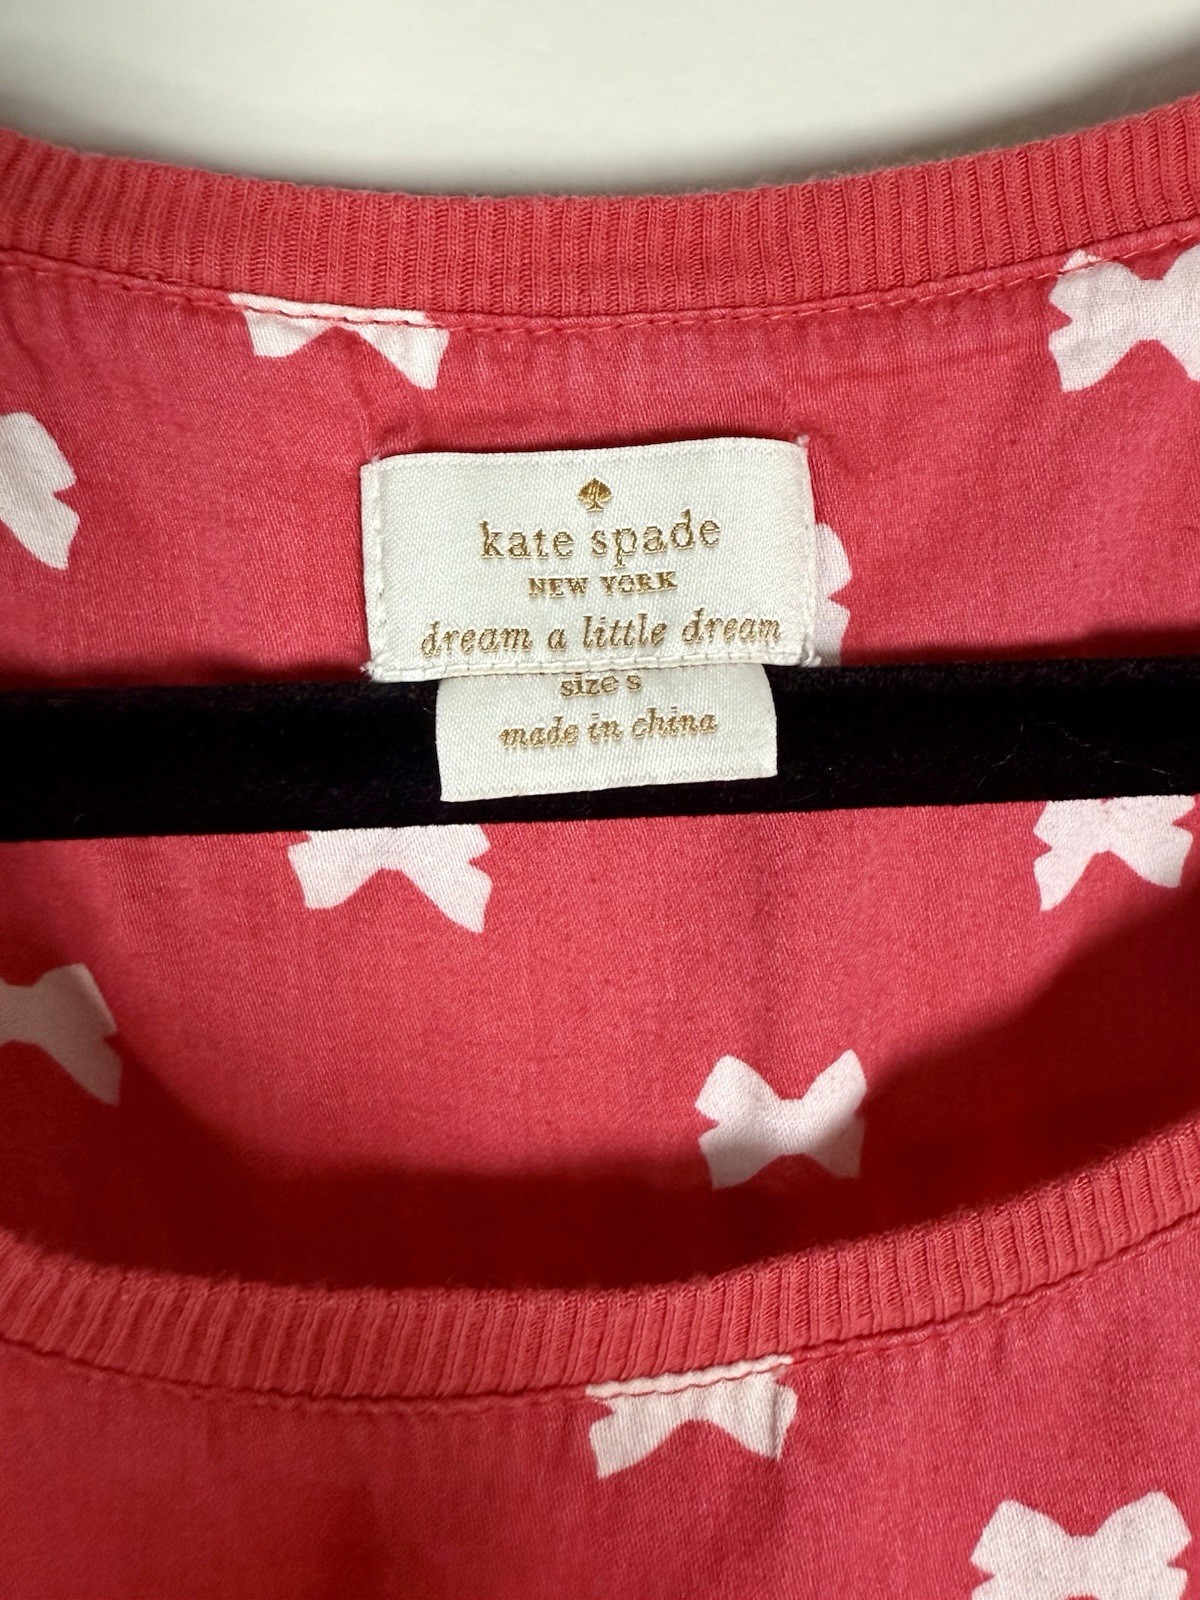 kate spade
NEW YORK
dream a little dream
size s
made in china